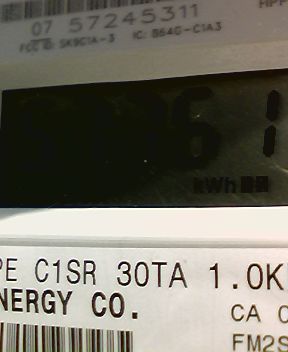 07 57245311
FCC ID: SK9C1A-3 IC: 864G-C1A3
61
kWh
PE C1SR 30TA 1.0K
NERGY CO.
CA
FM2S